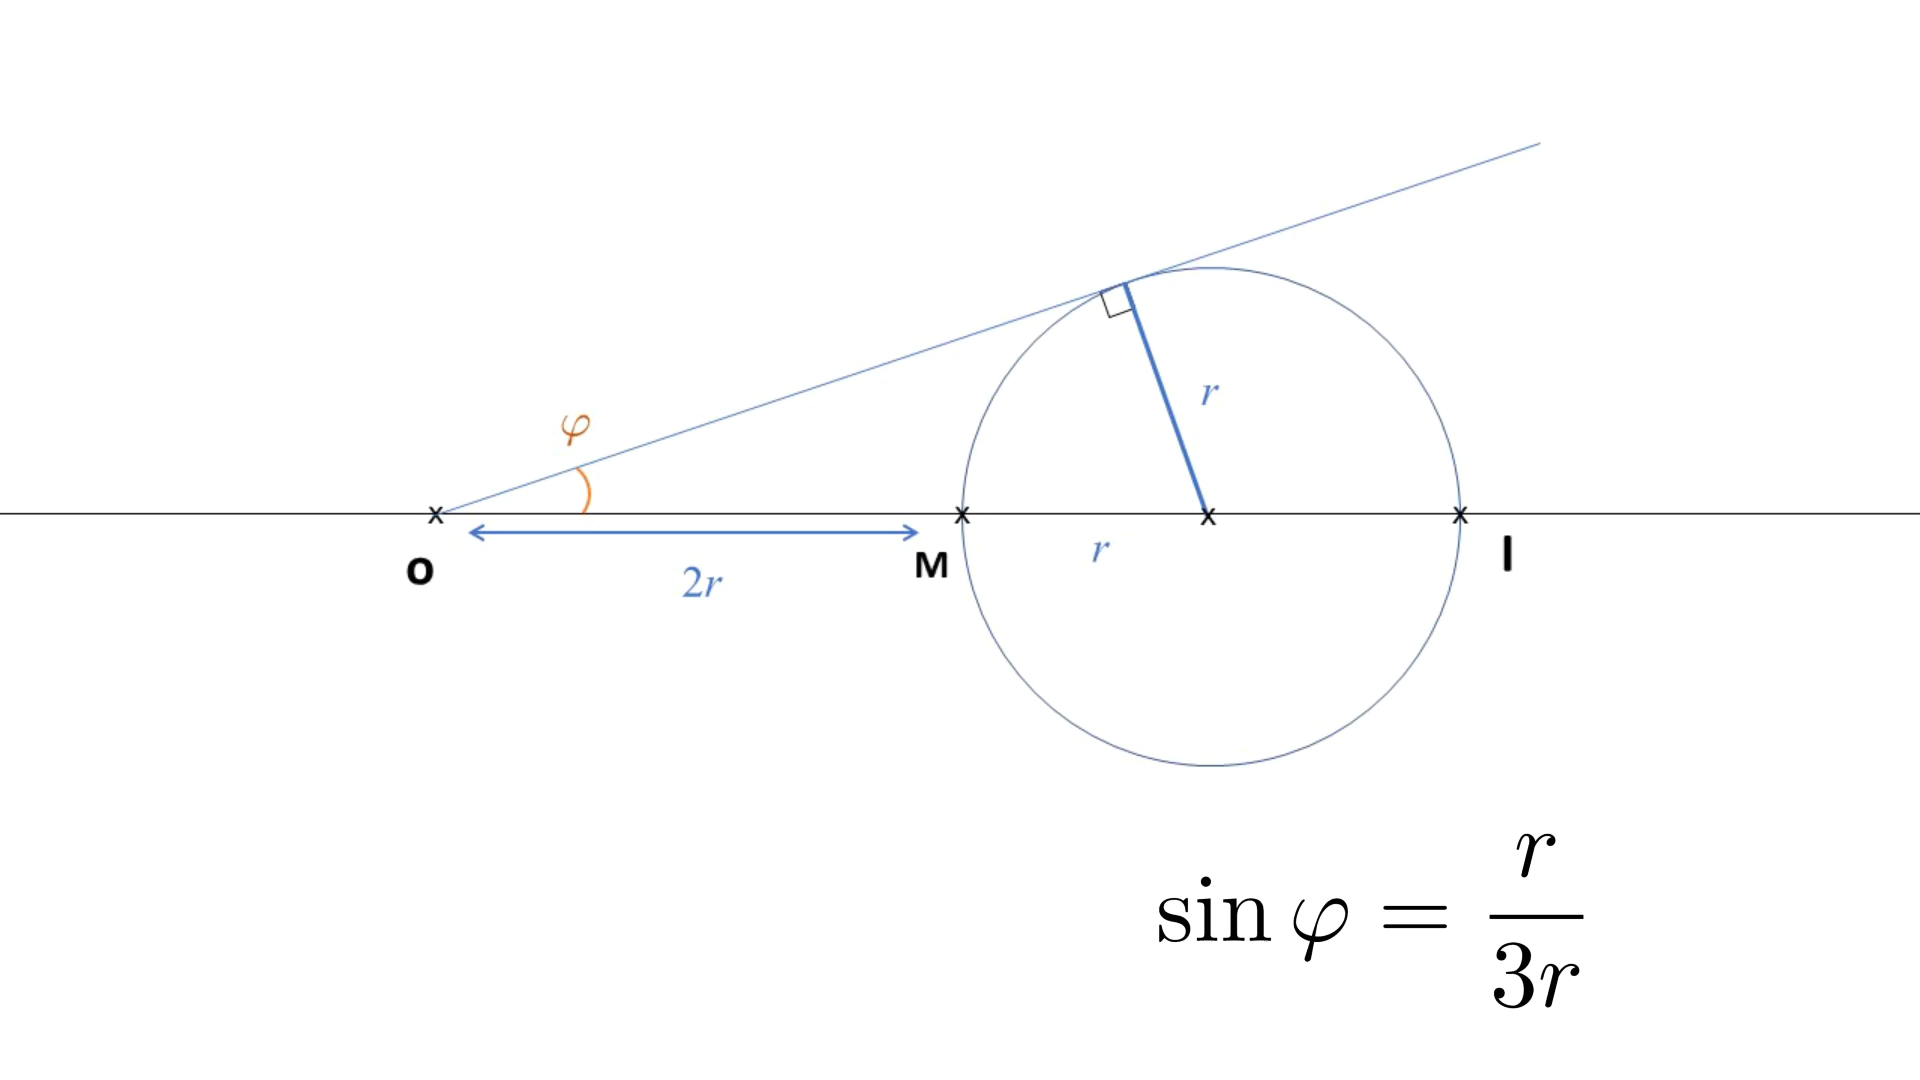 φ
r
x x x x
O 2r M r I
sin φ = r/3r